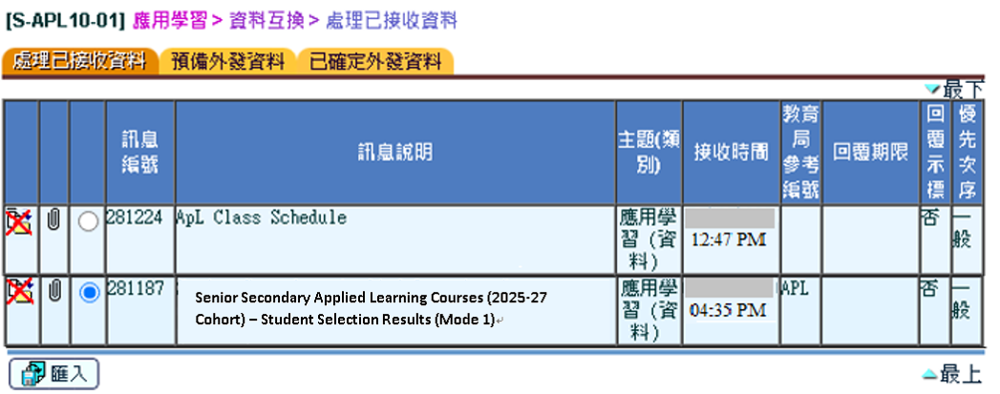 [S-APL10-01] 應用學習 > 資料互換 > 處理已接收資料
處理已接收資料 預備外發資料 已確定外發資料
最下
訊息
編號
訊息說明
主題(類
別)
接收時間
教育
局
參考
編號
回覆期限
回
覆
示
標
優
先
次
序
281224
ApL Class Schedule
應用學
習 (資
料)
12:47 PM
否
一
般
281187
Senior Secondary Applied Learning Courses (2025-27
Cohort) – Student Selection Results (Mode 1)
應用學
習 (資
料)
04:35 PM
APL
否
一
般
匯入
最上